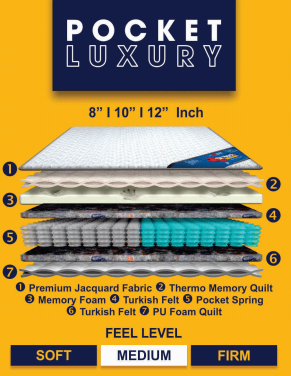 POCKET
LUXURY
8” I 10” I 12” Inch
1
2
3
4
5
6
7
1 Premium Jacquard Fabric 2 Thermo Memory Quilt
3 Memory Foam 4 Turkish Felt 5 Pocket Spring
6 Turkish Felt 7 PU Foam Quilt
FEEL LEVEL
SOFT MEDIUM FIRM